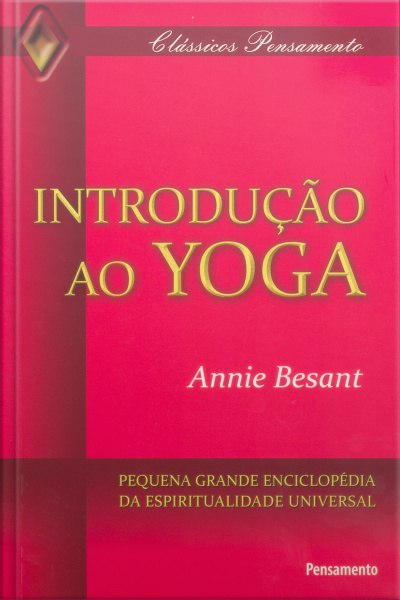 Clássicos Pensamento
INTRODUÇÃO
AO YOGA
Annie Besant
PEQUENA GRANDE ENCICLOPÉDIA
DA ESPIRITUALIDADE UNIVERSAL
Pensamento